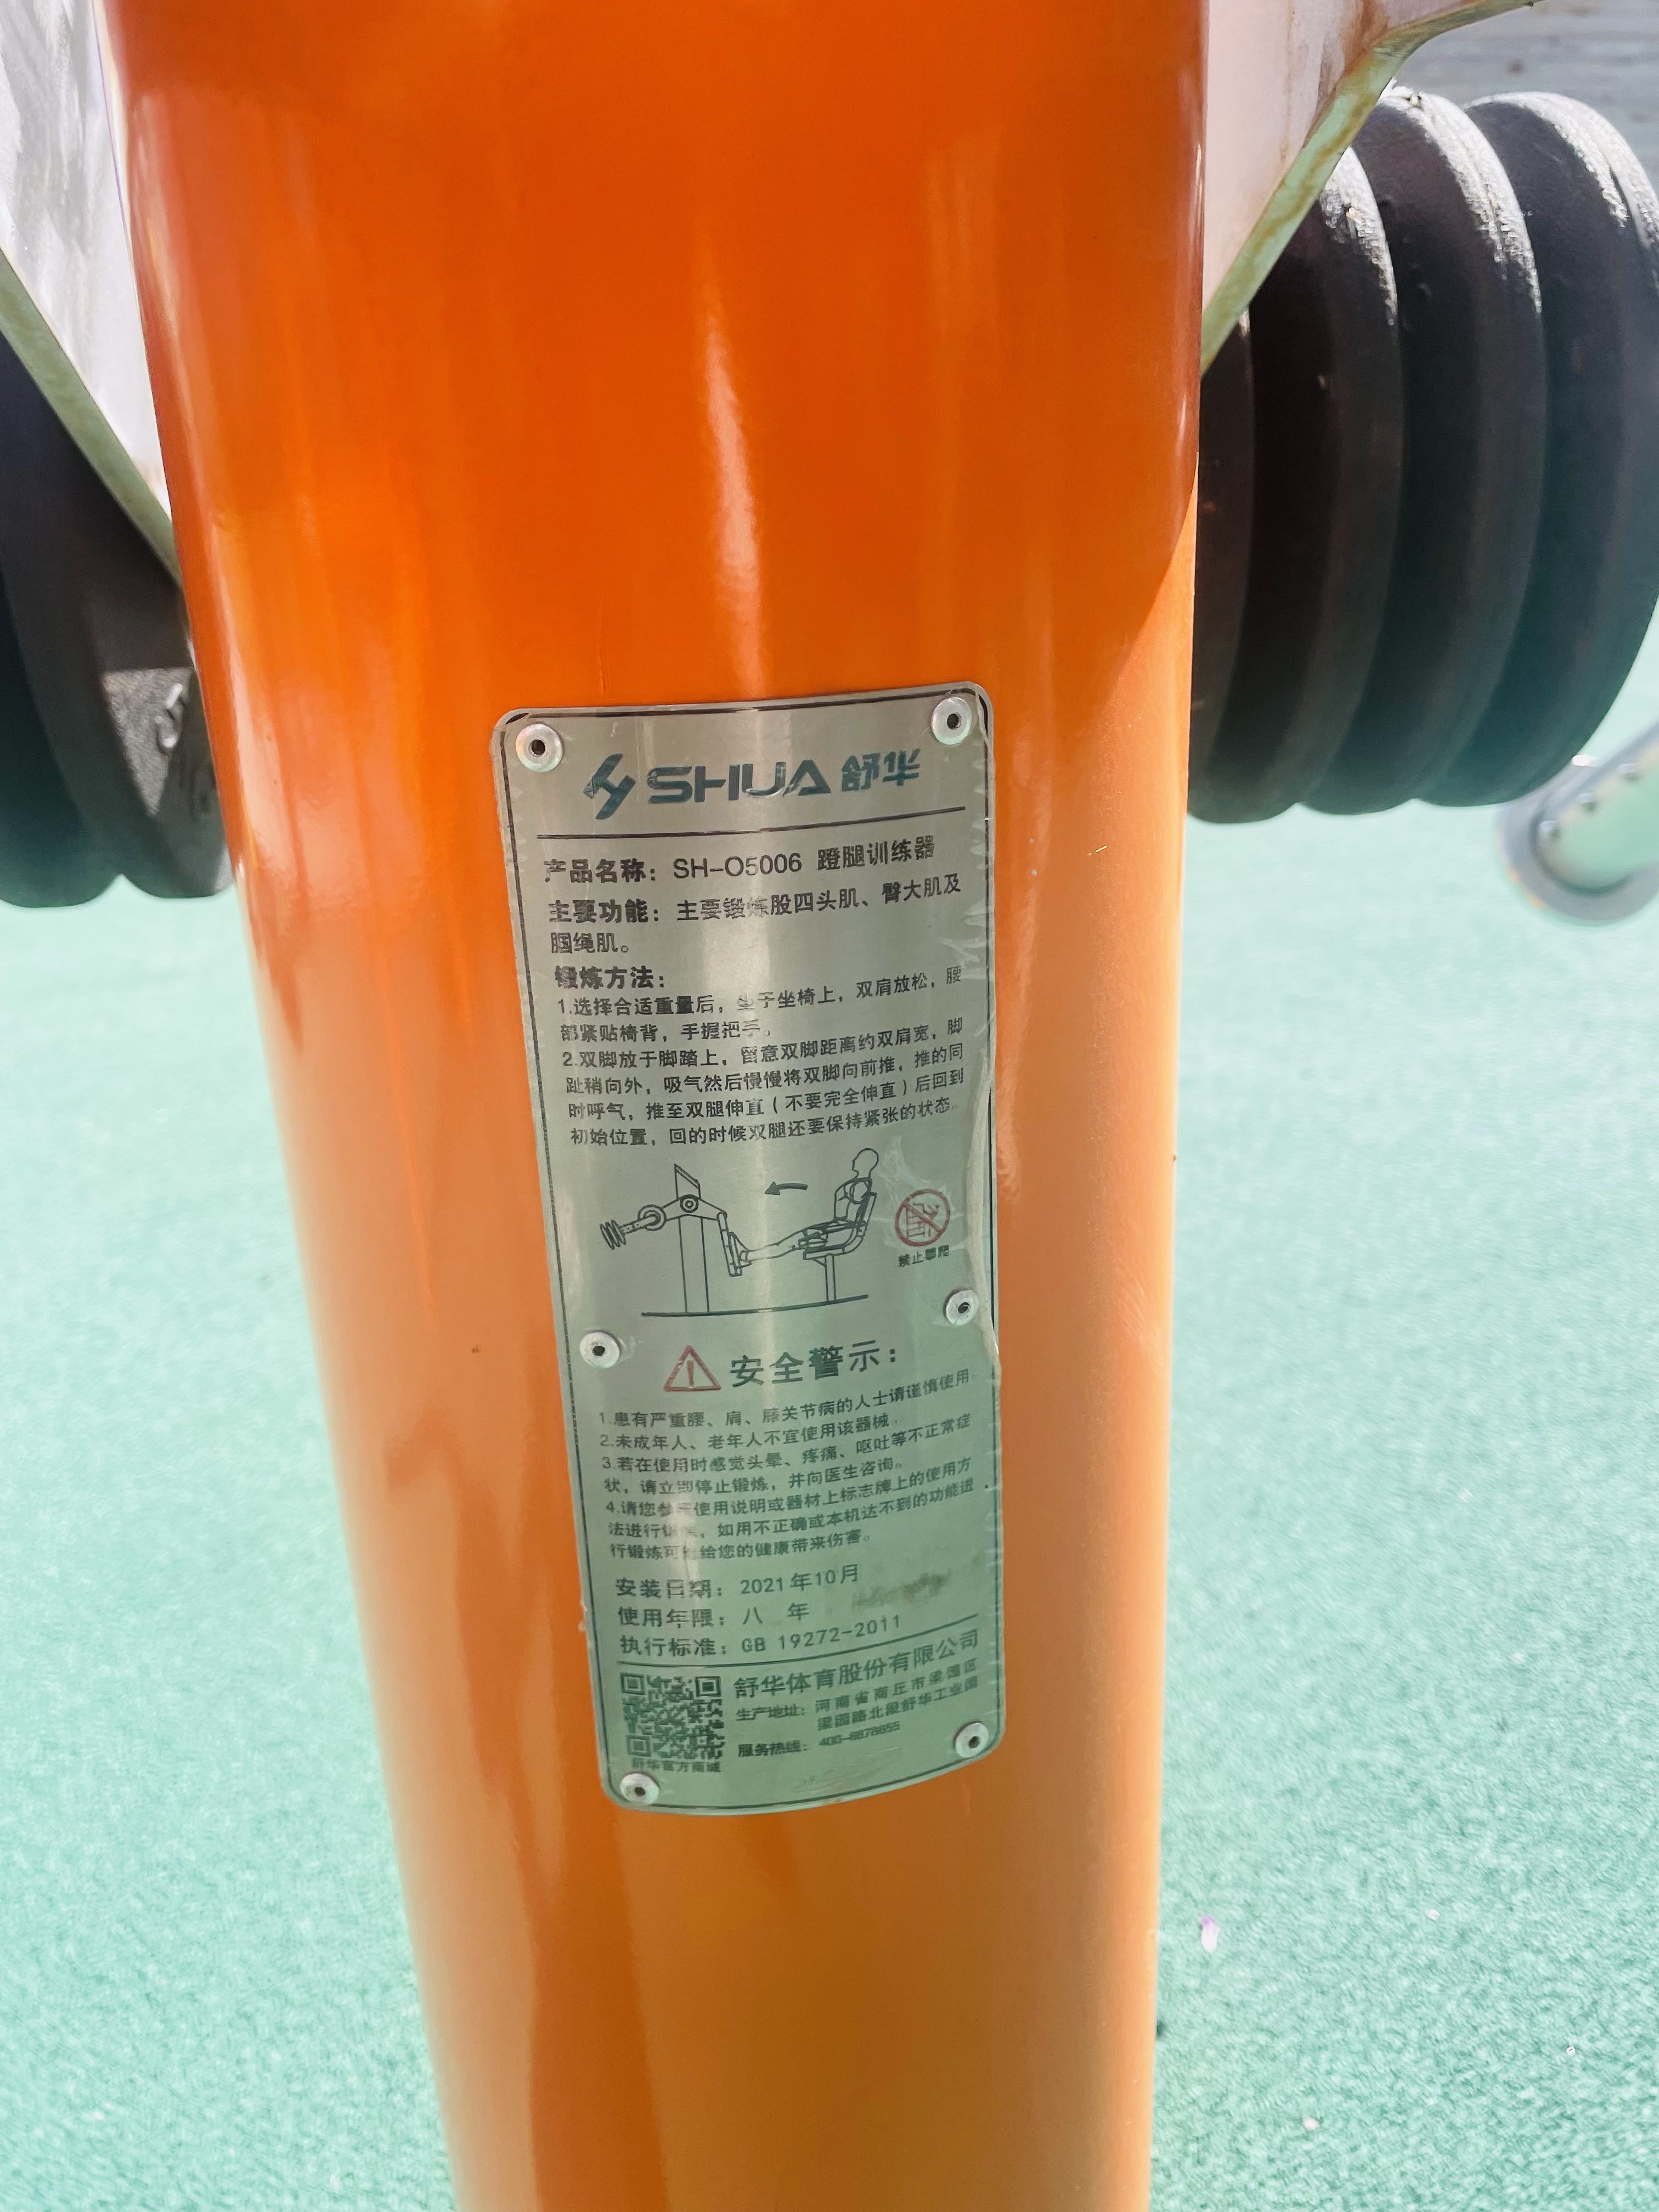 SHUA 舒华
产品名称：SH-O5006 蹬腿训练器
主要功能：主要锻炼股四头肌、臀大肌及
腘绳肌。
锻炼方法：
1.选择合适重量后，坐于坐椅上，双肩放松，腰
部紧贴椅背，手握把手。
2.双脚放于脚踏上，留意双脚距离约双肩宽，脚
趾稍向外，吸气然后慢慢将双脚向前推，推的同
时呼气，推至双腿伸直（不要完全伸直）后回到
初始位置，回的时候双腿还要保持紧张的状态。
禁止攀爬
安全警示：
1.患有严重腰、肩、膝关节病的人士请谨慎使用
2.未成年人、老年人不宜使用该器械。
3.若在使用时感觉头晕、疼痛、呕吐等不正常症
状，请立即停止锻炼，并向医生咨询。
4.请您参照使用说明或器材上标志牌上的使用方
法进行锻炼，如用不正确或本机达不到的功能进
行锻炼可能给您的健康带来伤害。
安装日期：2021年10月
使用年限：八 年
执行标准：GB 19272-2011
舒华体育股份有限公司
生产地址：河南省商丘市梁园区
梁园路北段舒华工业园
服务热线：400-8878855
舒华官方商城